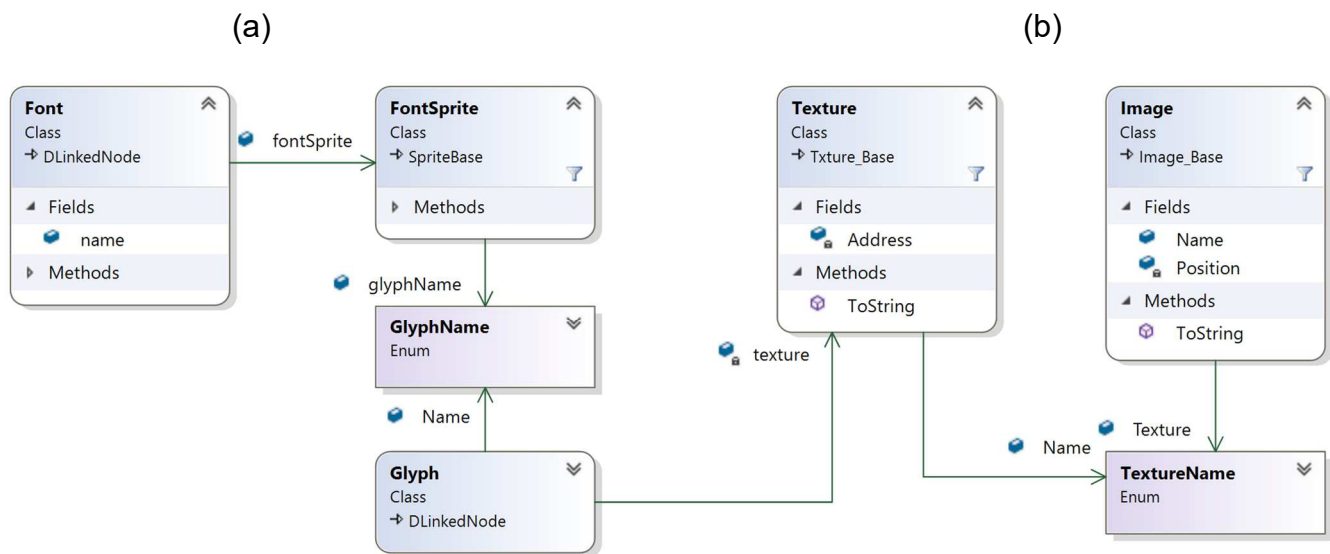 (a)
(b)
Font
Class
DLinkedNode
Fields
name
Methods
fontSprite
FontSprite
Class
SpriteBase
Methods
glyphName
GlyphName
Enum
Name
Glyph
Class
DLinkedNode
texture
Texture
Class
Txture_Base
Fields
Address
Methods
ToString
Name
Image
Class
Image_Base
Fields
Name
Position
Methods
ToString
Texture
TextureName
Enum